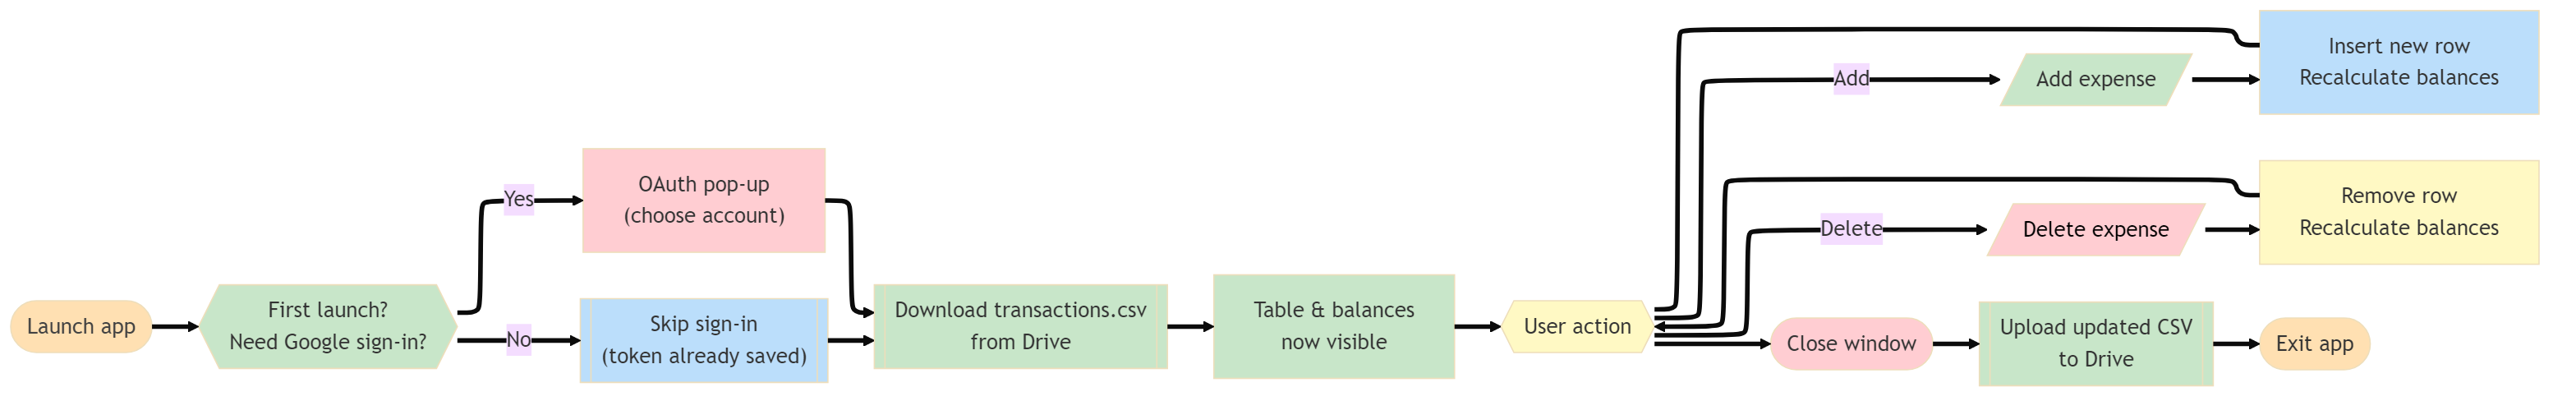 Launch app
First launch?
Need Google sign-in?
Yes
No
OAuth pop-up
(choose account)
Skip sign-in
(token already saved)
Download transactions.csv
from Drive
Table & balances
now visible
User action
Add
Add expense
Insert new row
Recalculate balances
Delete
Delete expense
Remove row
Recalculate balances
Close window
Upload updated CSV
to Drive
Exit app